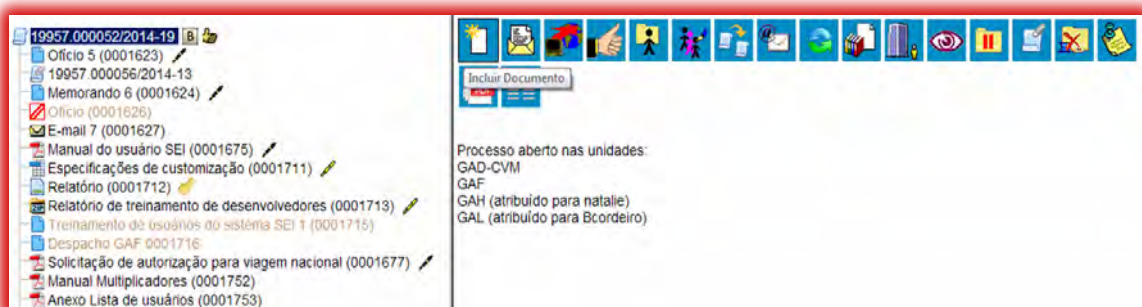 19957.000052/2014-19 B
Ofício 5 (0001623)
19957.000056/2014-13
Memorando 6 (0001624)
Ofício (0001626)
E-mail 7 (0001627)
Manual do usuário SEI (0001675)
Especificações de customização (0001711)
Relatório (0001712)
Relatório de treinamento de desenvolvedores (0001713)
Treinamento de usuários do sistema SEI 1 (0001715)
Despacho GAF 0001716
Solicitação de autorização para viagem nacional (0001677)
Manual Multiplicadores (0001752)
Anexo Lista de usuários (0001753)
Incluir Documento
PDF
Processo aberto nas unidades:
GAD-CVM
GAF
GAH (atribuído para natalie)
GAL (atribuído para Bcordeiro)